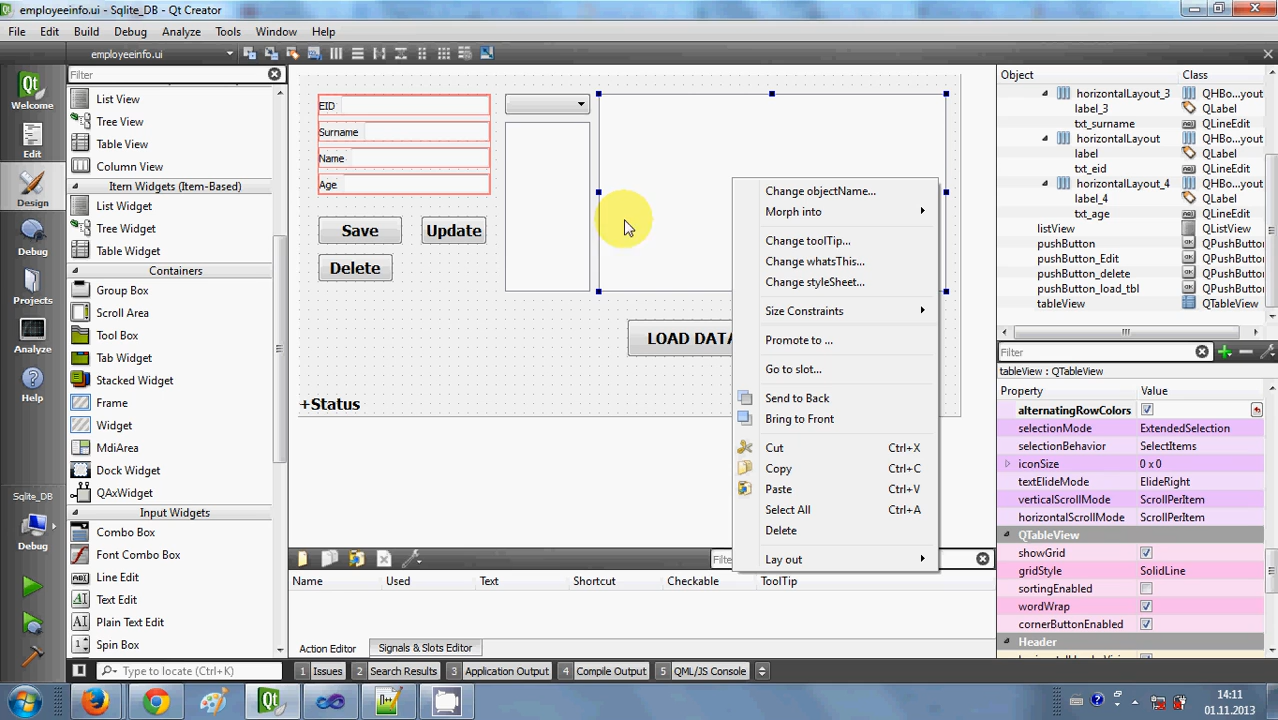 employeeinfo.ui - Sqlite_DB - Qt Creator
File Edit Build Debug Analyze Tools Window Help
employeeinfo.ui
Filter
Welcome
Edit
Design
Debug
Projects
Analyze
Help
Sqlite_DB
Debug
List View
Tree View
Table View
Column View
Item Widgets (Item-Based)
List Widget
Tree Widget
Table Widget
Containers
Group Box
Scroll Area
Tool Box
Tab Widget
Stacked Widget
Frame
Widget
MdiArea
Dock Widget
QAxWidget
Input Widgets
Combo Box
Font Combo Box
Line Edit
Text Edit
Plain Text Edit
Spin Box
EID
Surname
Name
Age
Save Update
Delete
LOAD DATA
+Status
Change objectName...
Morph into
Change toolTip...
Change whatsThis...
Change styleSheet...
Size Constraints
Promote to ...
Go to slot...
Send to Back
Bring to Front
Cut Ctrl+X
Copy Ctrl+C
Paste Ctrl+V
Select All Ctrl+A
Delete
Lay out
Filte
Name Used Text Shortcut Checkable ToolTip
Action Editor Signals & Slots Editor
Object Class
horizontalLayout_3 QHBo...yout
label_3 QLabel
txt_surname QLineEdit
horizontalLayout QHBo...yout
label QLabel
txt_eid QLineEdit
horizontalLayout_4 QHBo...yout
label_4 QLabel
txt_age QLineEdit
listView QListView
pushButton QPushButton
pushButton_Edit QPushButton
pushButton_delete QPushButton
pushButton_load_tbl QPushButton
tableView QTableView
Filter
tableView : QTableView
Property Value
alternatingRowColors
selectionMode ExtendedSelection
selectionBehavior SelectItems
iconSize 0 x 0
textElideMode ElideRight
verticalScrollMode ScrollPerItem
horizontalScrollMode ScrollPerItem
QTableView
showGrid
gridStyle SolidLine
sortingEnabled
wordWrap
cornerButtonEnabled
Header
Type to locate (Ctrl+K)
1 Issues 2 Search Results 3 Application Output 4 Compile Output 5 QML/JS Console
14:11
01.11.2013